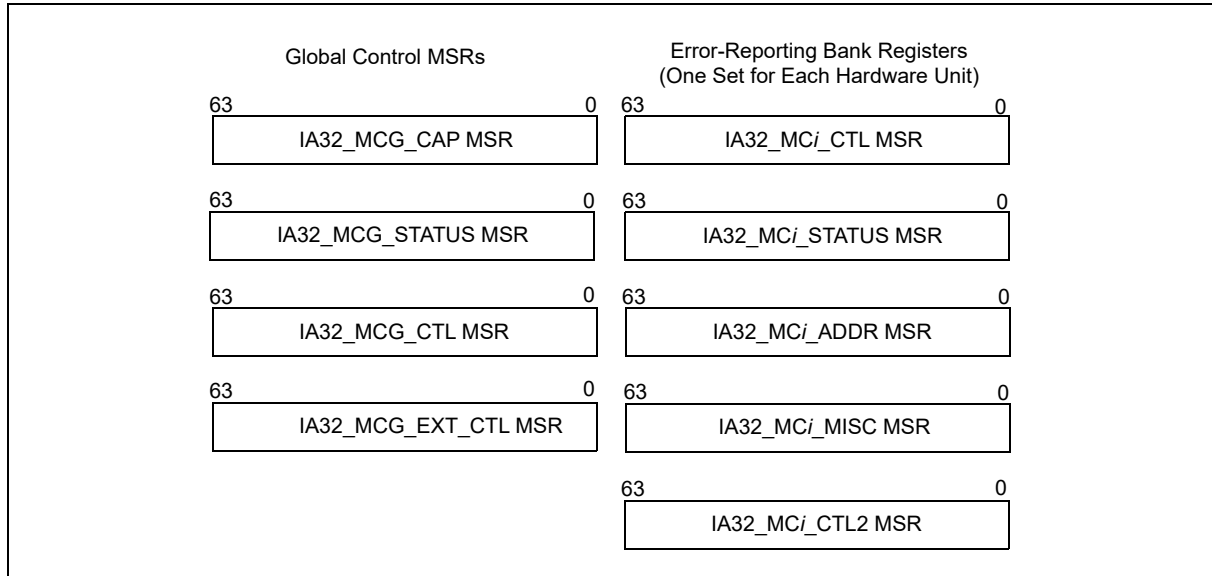 Global Control MSRs
Error-Reporting Bank Registers
(One Set for Each Hardware Unit)
63 0 63 0
IA32_MCG_CAP MSR IA32_MCi_CTL MSR
63 0 63 0
IA32_MCG_STATUS MSR IA32_MCi_STATUS MSR
63 0 63 0
IA32_MCG_CTL MSR IA32_MCi_ADDR MSR
63 0 63 0
IA32_MCG_EXT_CTL MSR IA32_MCi_MISC MSR
63 0
IA32_MCi_CTL2 MSR